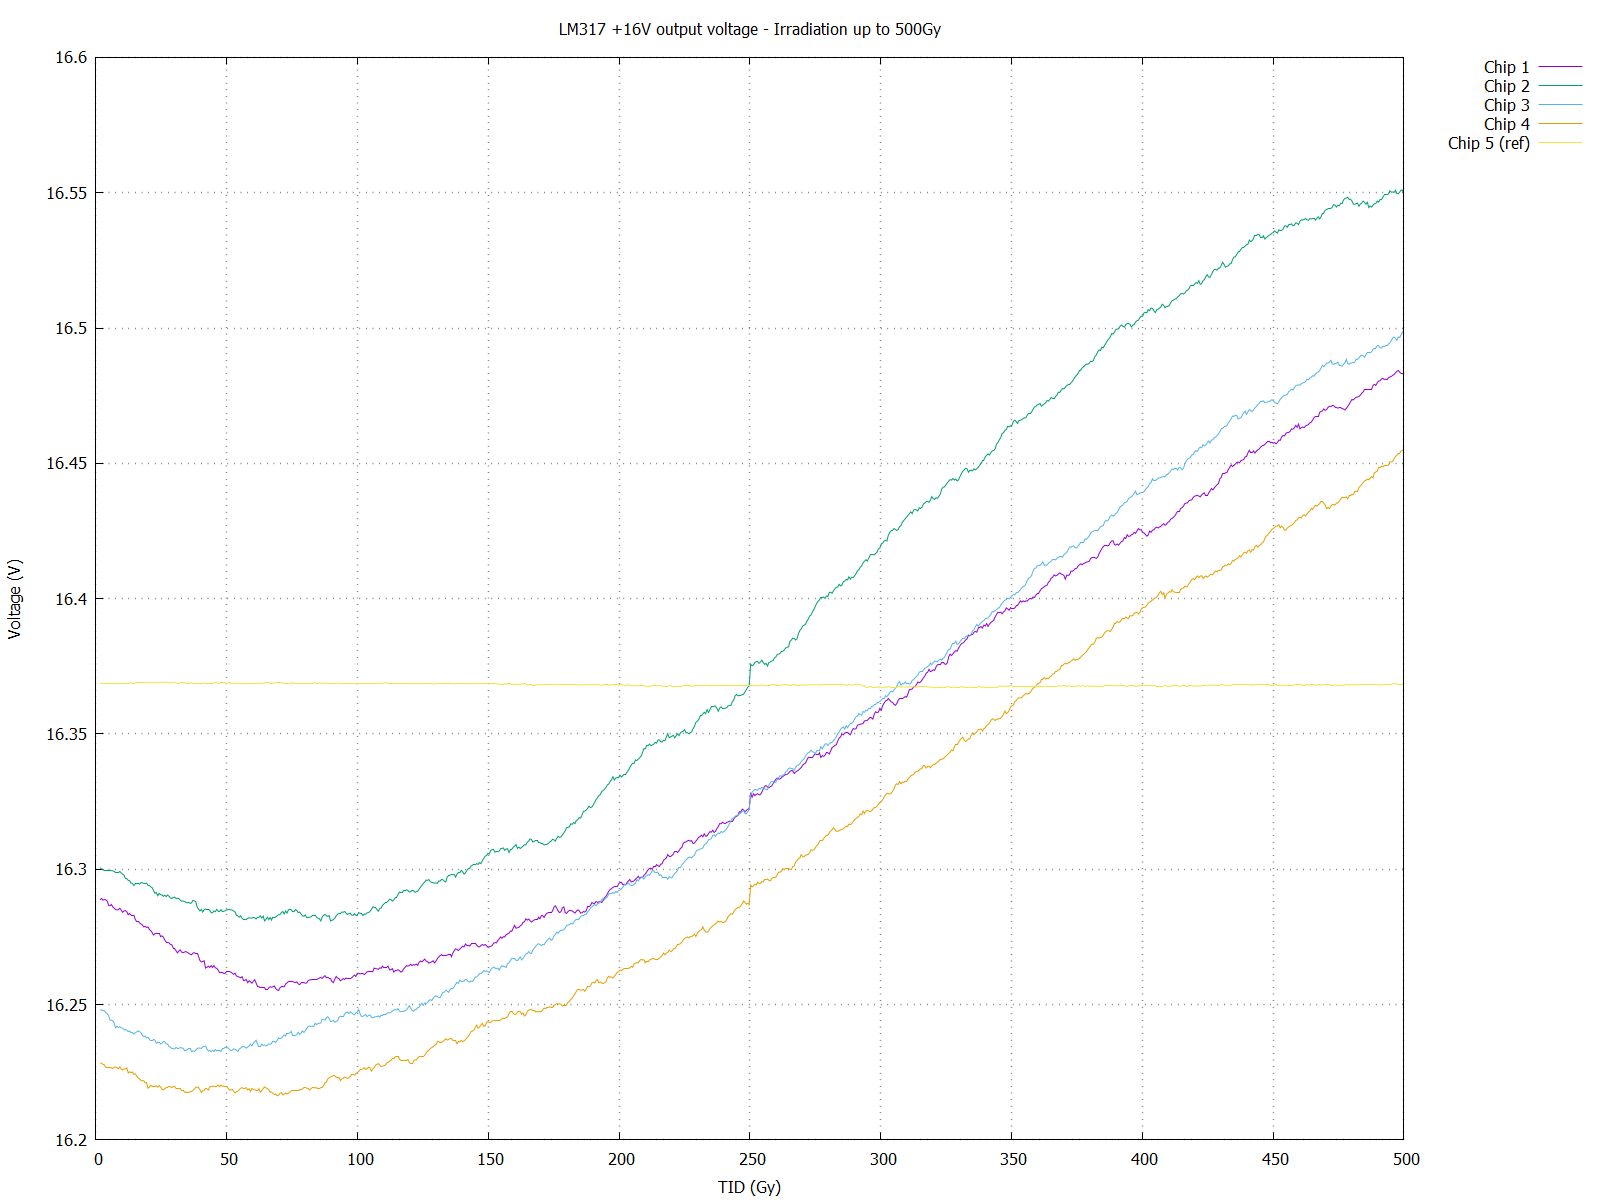 LM317 +16V output voltage - Irradiation up to 500Gy
Chip 1
Chip 2
Chip 3
Chip 4
Chip 5 (ref)
16.6
16.55
16.5
16.45
16.4
16.35
16.3
16.25
16.2
Voltage (V)
0 50 100 150 200 250 300 350 400 450 500
TID (Gy)